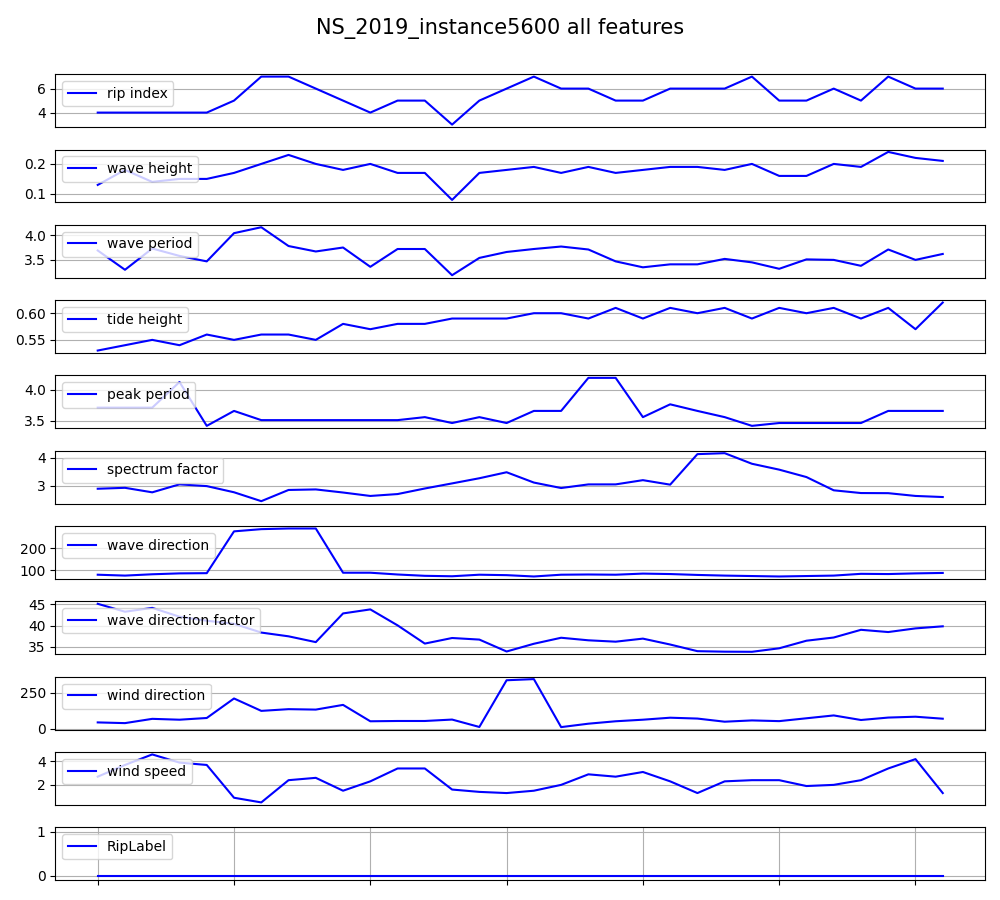 NS_2019_instance5600 all features
6
4
rip index
0.2
0.1
wave height
4.0
3.5
wave period
0.60
0.55
tide height
4.0
3.5
peak period
4
3
spectrum factor
200
100
wave direction
45
40
35
wave direction factor
250
0
wind direction
4
2
wind speed
1
0
RipLabel